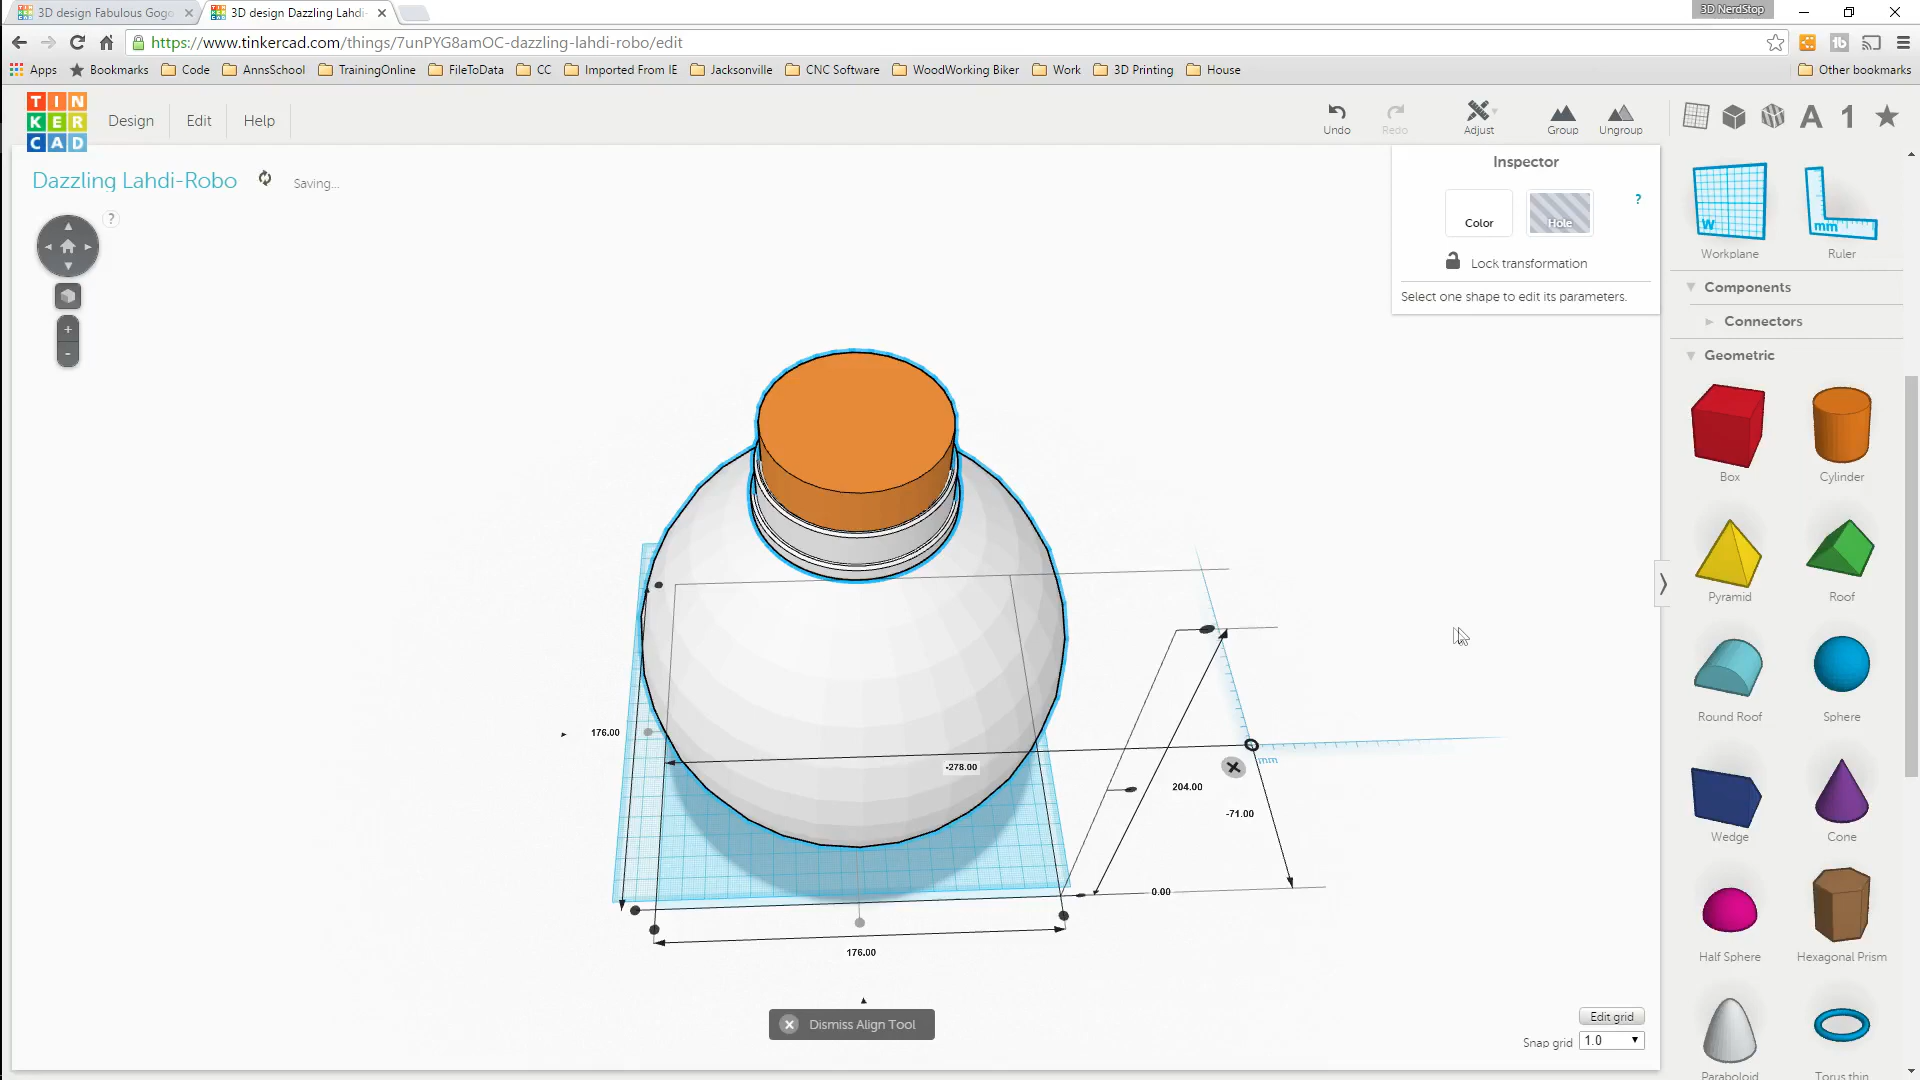 3D design Fabulous Gogo
3D design Dazzling Lahdi-
3D NerdStop
https://www.tinkercad.com/things/7unPYG8amOC-dazzling-lahdi-robo/edit
Apps Bookmarks Code AnnsSchool TrainingOnline FileToData CC Imported From IE Jacksonville CNC Software WoodWorking Biker Work 3D Printing House Other bookmarks
TIN
KER
CAD
Design Edit Help
Undo Redo Adjust Group Ungroup
A 1
Dazzling Lahdi-Robo Saving...
?
+
-
Inspector
Color Hole ?
Lock transformation
Select one shape to edit its parameters.
W mm
Workplane Ruler
Components
Connectors
Geometric
Box Cylinder
Pyramid Roof
Round Roof Sphere
Wedge Cone
Half Sphere Hexagonal Prism
Paraboloid Torus thin
176.00
-278.00
mm
204.00
-71.00
0.00
176.00
Dismiss Align Tool
Edit grid
Snap grid 1.0